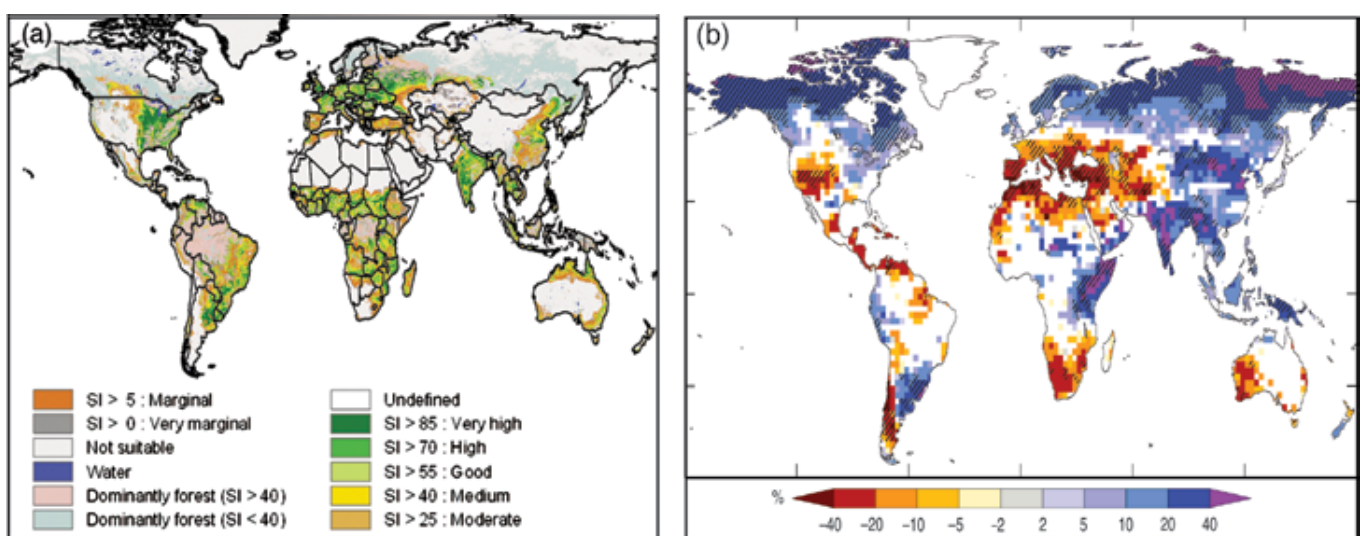 (a)
SI > 5 : Marginal
SI > 0 : Very marginal
Not suitable
Water
Dominantly forest (SI > 40)
Dominantly forest (SI < 40)
Undefined
SI > 85 : Very high
SI > 70 : High
SI > 55 : Good
SI > 40 : Medium
SI > 25 : Moderate
(b)
%
−40 −20 −10 −5 −2 2 5 10 20 40